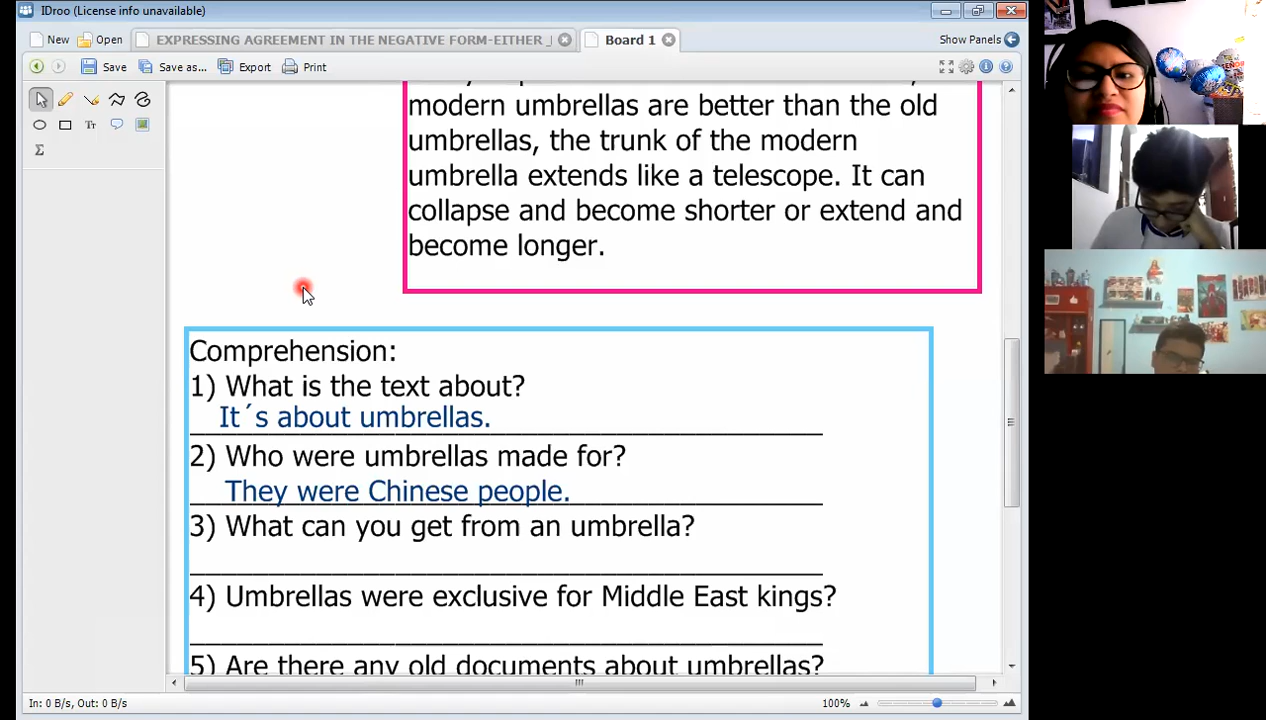 IDroo (License info unavailable)
New Open EXPRESSING AGREEMENT IN THE NEGATIVE FORM-EITHER _ Board 1 Show Panels
Save Save as... Export Print
Tr
Σ
modern umbrellas are better than the old
umbrellas, the trunk of the modern
umbrella extends like a telescope. It can
collapse and become shorter or extend and
become longer.
Comprehension:
1) What is the text about?
It´s about umbrellas.
2) Who were umbrellas made for?
They were Chinese people.
3) What can you get from an umbrella?
4) Umbrellas were exclusive for Middle East kings?
5) Are there any old documents about umbrellas?
In: 0 B/s, Out: 0 B/s 100%